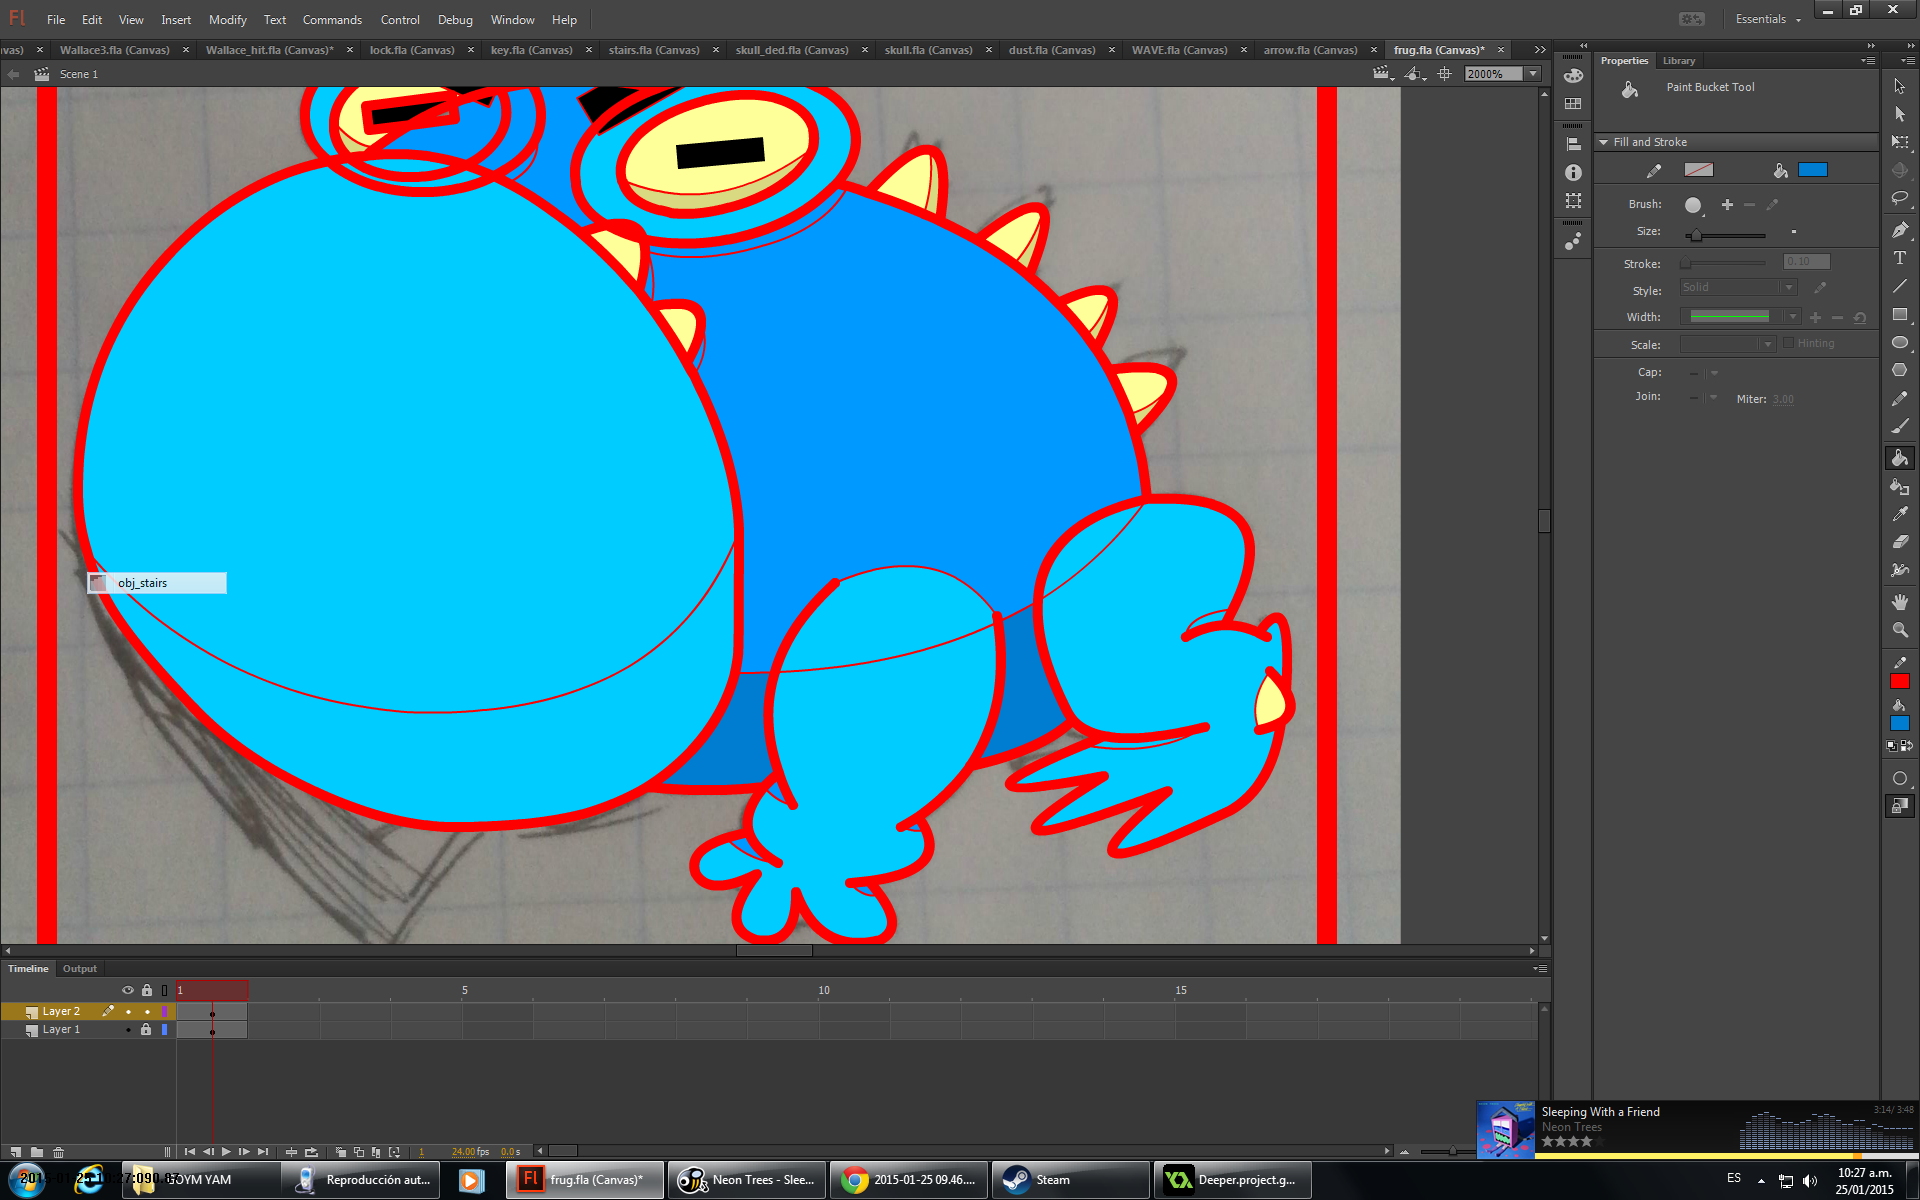 Fl File Edit View Insert Modify Text Commands Control Debug Window Help
Essentials
vas) × Wallace3.fla (Canvas) × Wallace_hit.fla (Canvas)* × lock.fla (Canvas) × key.fla (Canvas) × stairs.fla (Canvas) × skull_ded.fla (Canvas) × skull.fla (Canvas) × dust.fla (Canvas) × WAVE.fla (Canvas) × arrow.fla (Canvas) × frug.fla (Canvas)* ×
Scene 1
2000%
Properties Library
Paint Bucket Tool
Fill and Stroke
Brush:
Size:
Stroke: 0,10
Style: Solid
Width:
Scale: Hinting
Cap:
Join: Miter: 3,00
obj_stairs
Timeline Output
1 5 10 15
Layer 2
Layer 1
1 24.00 fps 0.0 s
Sleeping With a Friend 3:14/ 3:48
Neon Trees
2015-01-25 10:27:09
OYM YAM
Reproducción aut...
Fl frug.fla (Canvas)*
Neon Trees - Slee...
2015-01-25 09.46....
Steam
Deeper.project.g...
ES
10:27 a.m.
25/01/2015